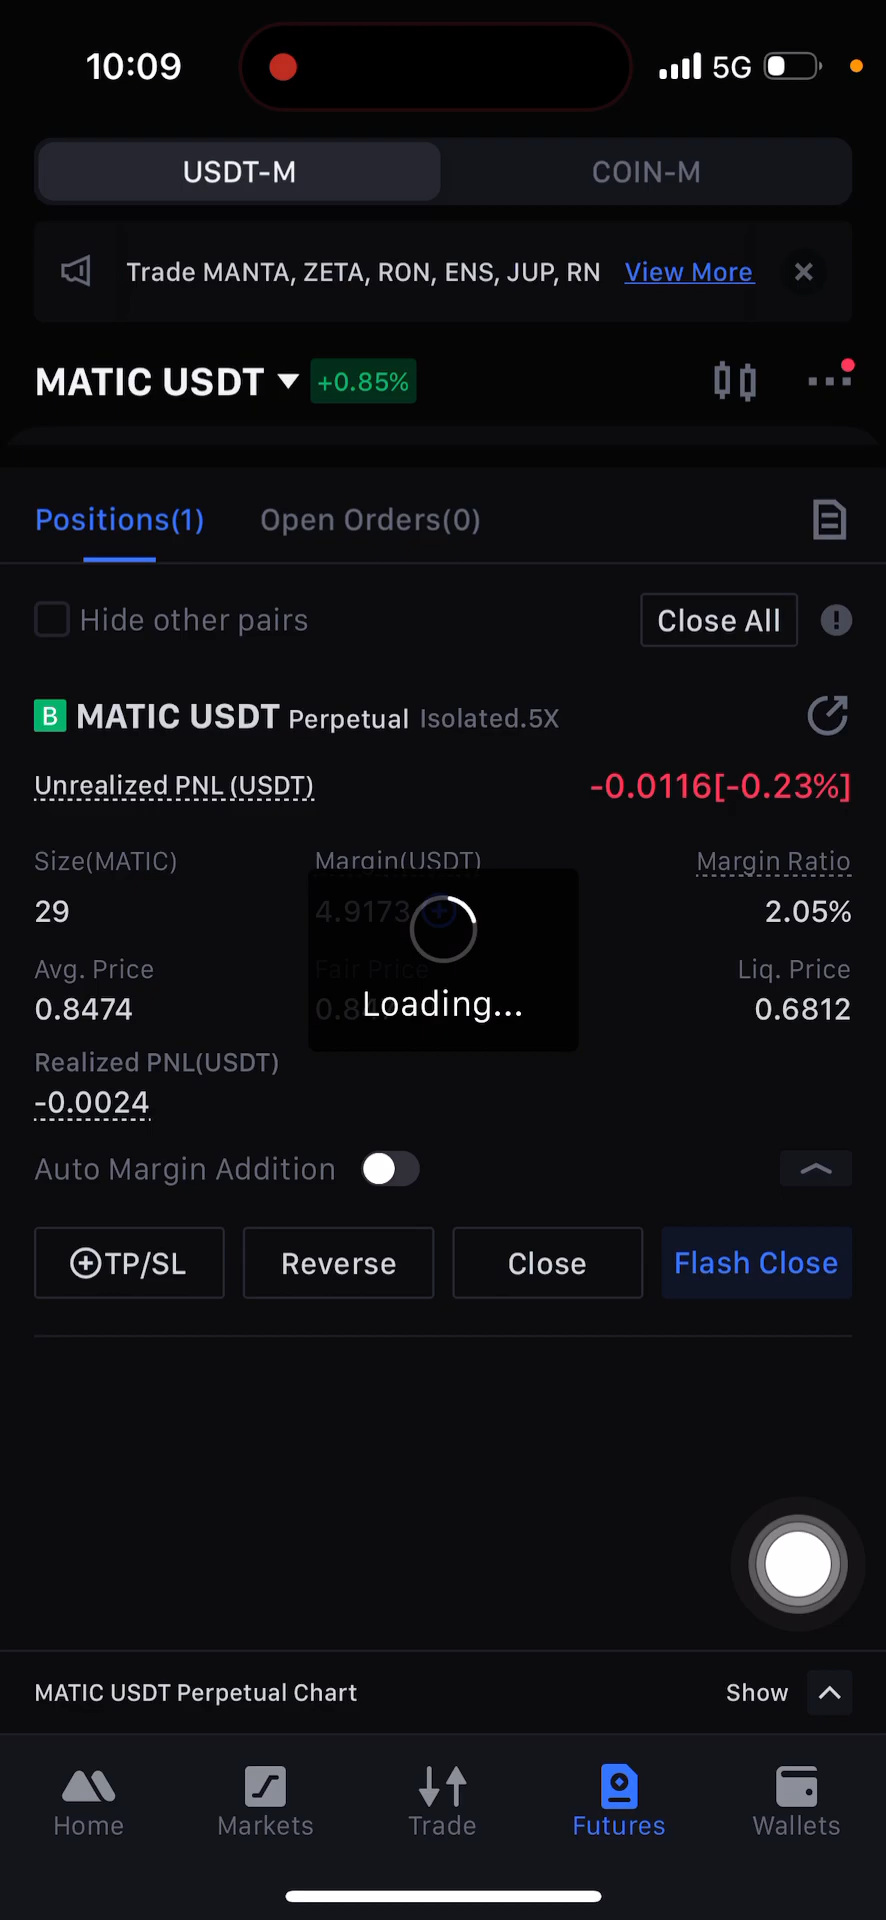 10:09 5G
USDT-M COIN-M
Trade MANTA, ZETA, RON, ENS, JUP, RN View More
MATIC USDT +0.85%
Positions(1) Open Orders(0)
Hide other pairs Close All
B MATIC USDT Perpetual Isolated.5X
Unrealized PNL (USDT) -0.0116[-0.23%]
Size(MATIC) Margin(USDT) Margin Ratio
29 4.9173 2.05%
Avg. Price Fair Price Liq. Price
0.8474 Loading... 0.6812
Realized PNL(USDT)
-0.0024
Auto Margin Addition
TP/SL Reverse Close Flash Close
MATIC USDT Perpetual Chart Show
Home Markets Trade Futures Wallets